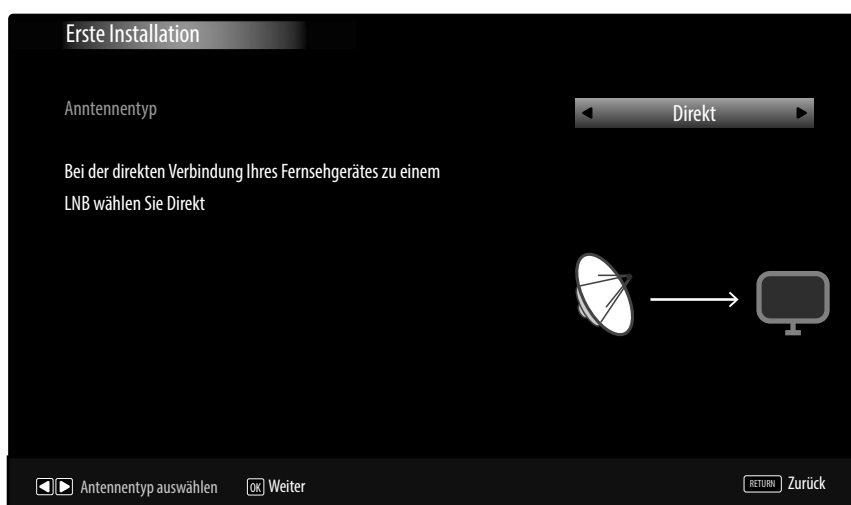 Erste Installation
Anntennentyp
Direkt
Bei der direkten Verbindung Ihres Fernsehgerätes zu einem
LNB wählen Sie Direkt
Antennentyp auswählen OK Weiter RETURN Zurück